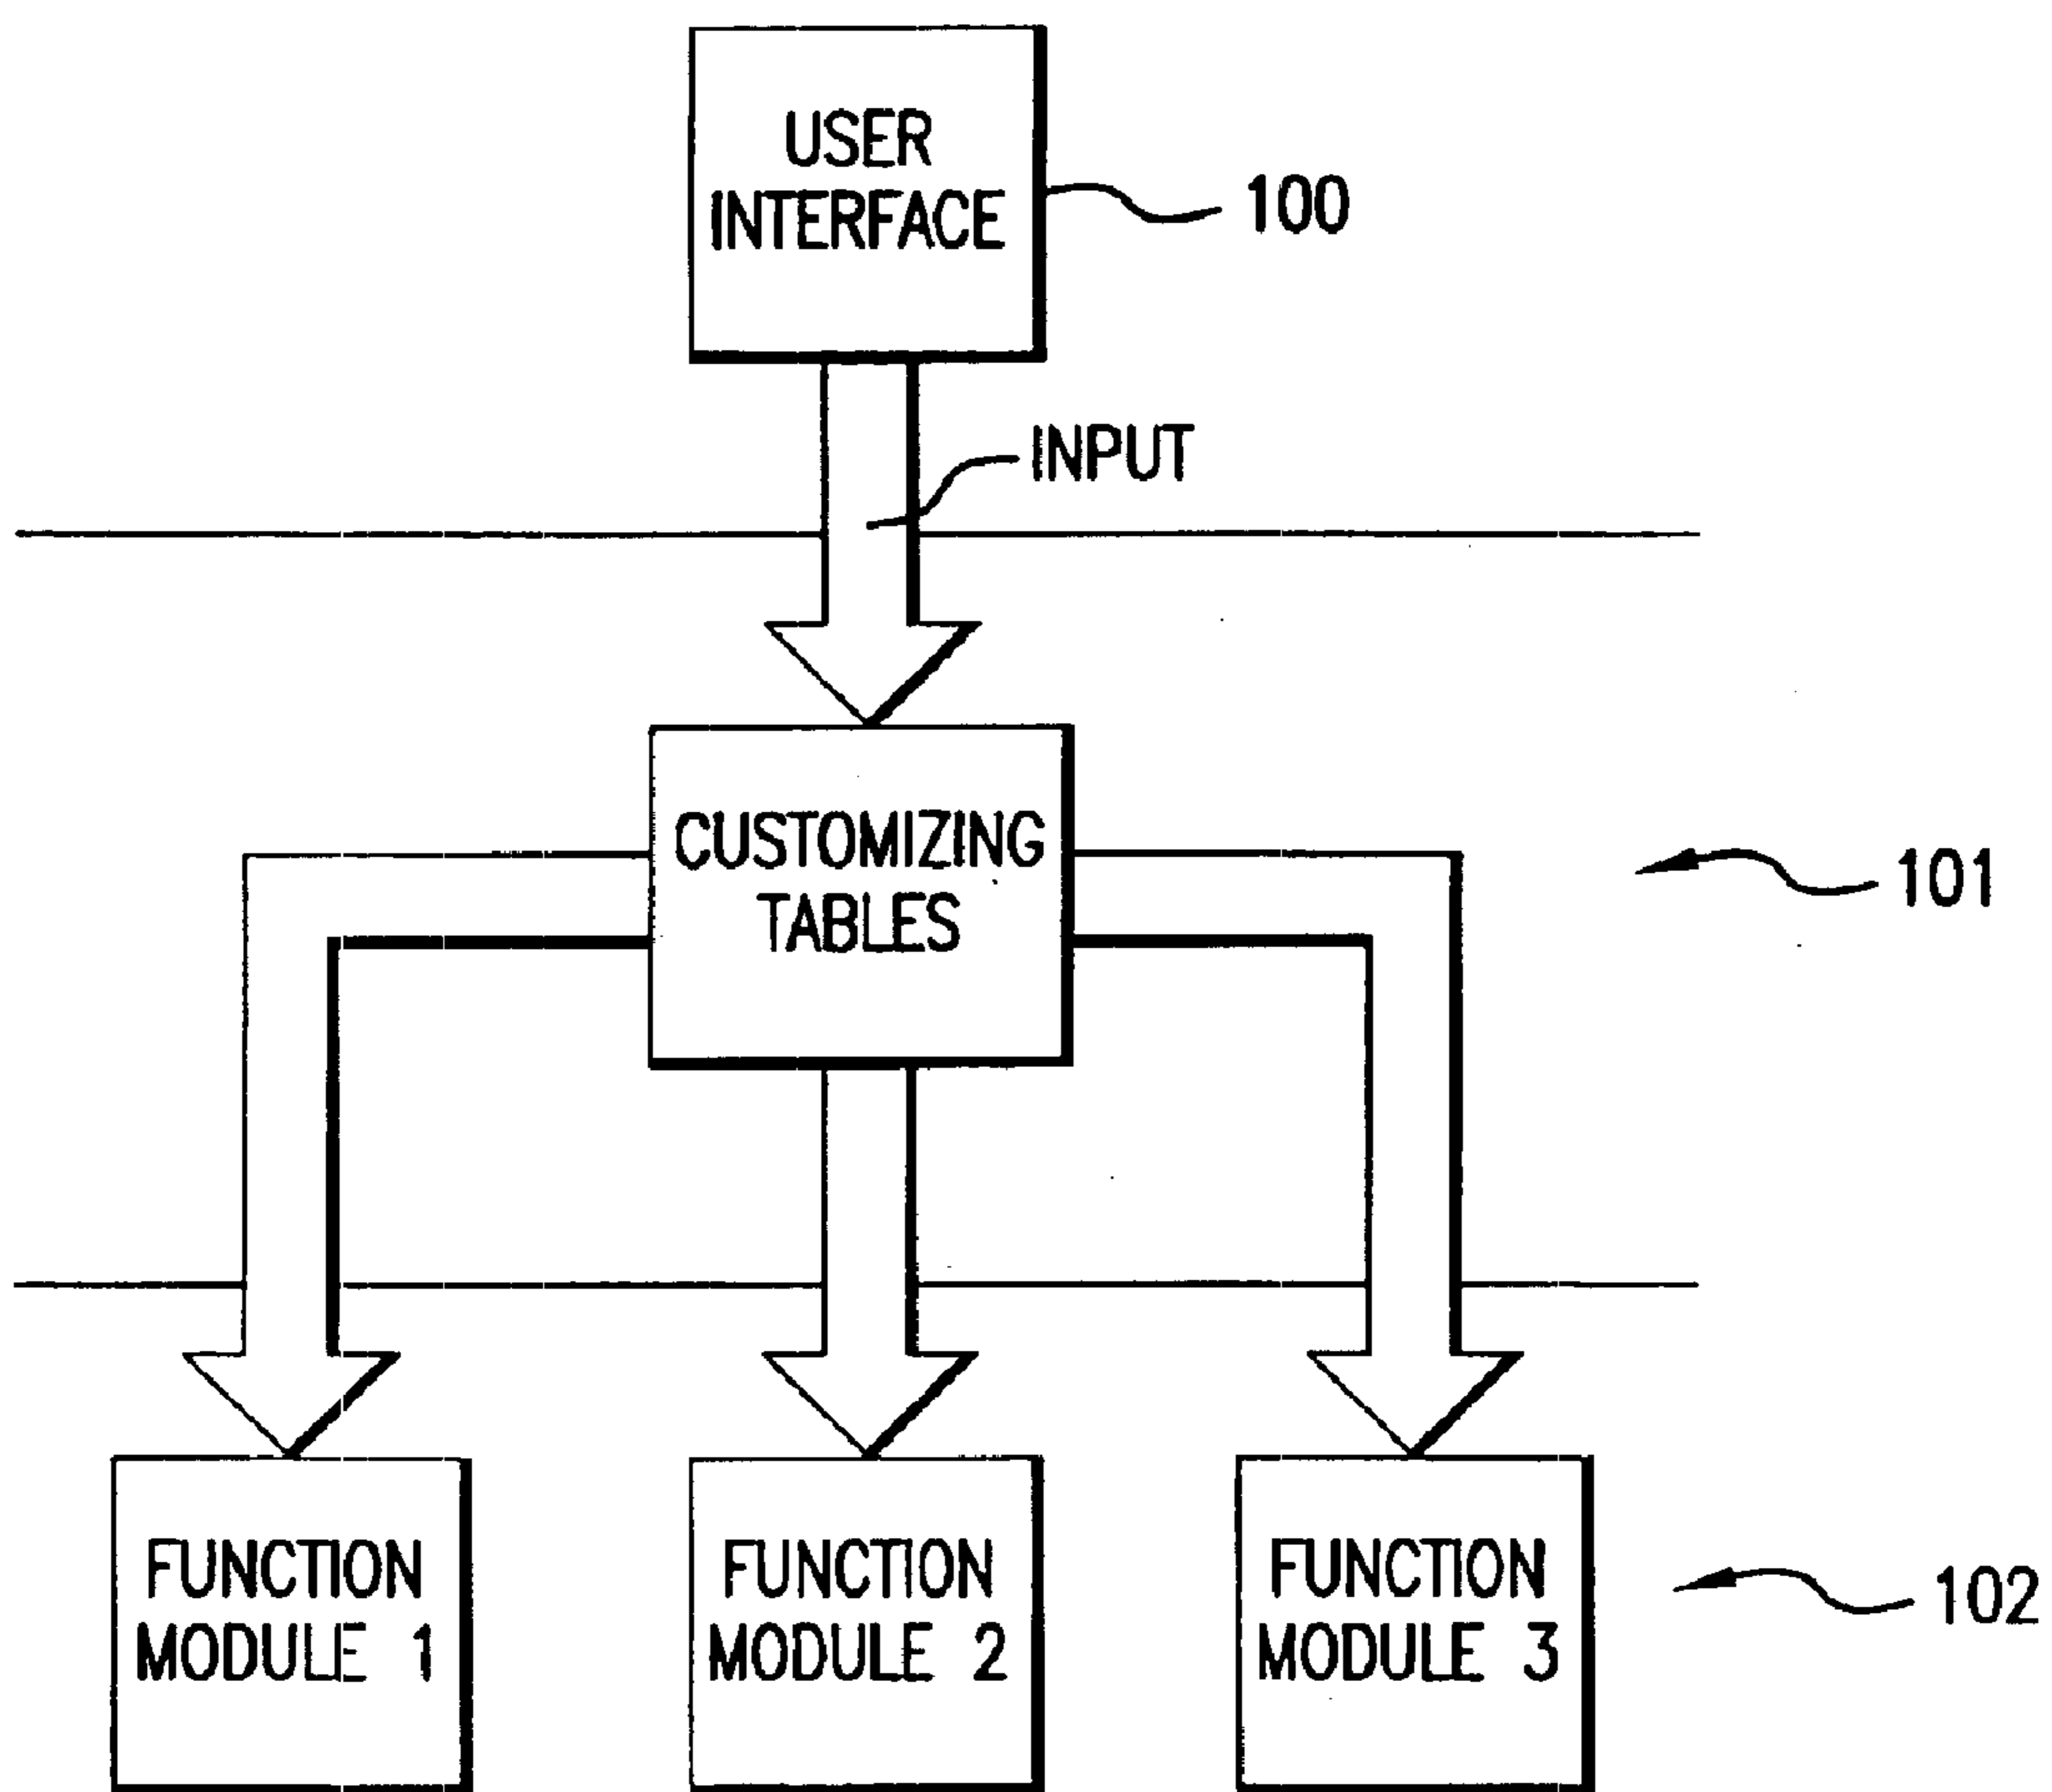 USER
INTERFACE
100
INPUT
CUSTOMIZING
TABLES
101
FUNCTION
MODULE 1
FUNCTION
MODULE 2
FUNCTION
MODULE 3
102